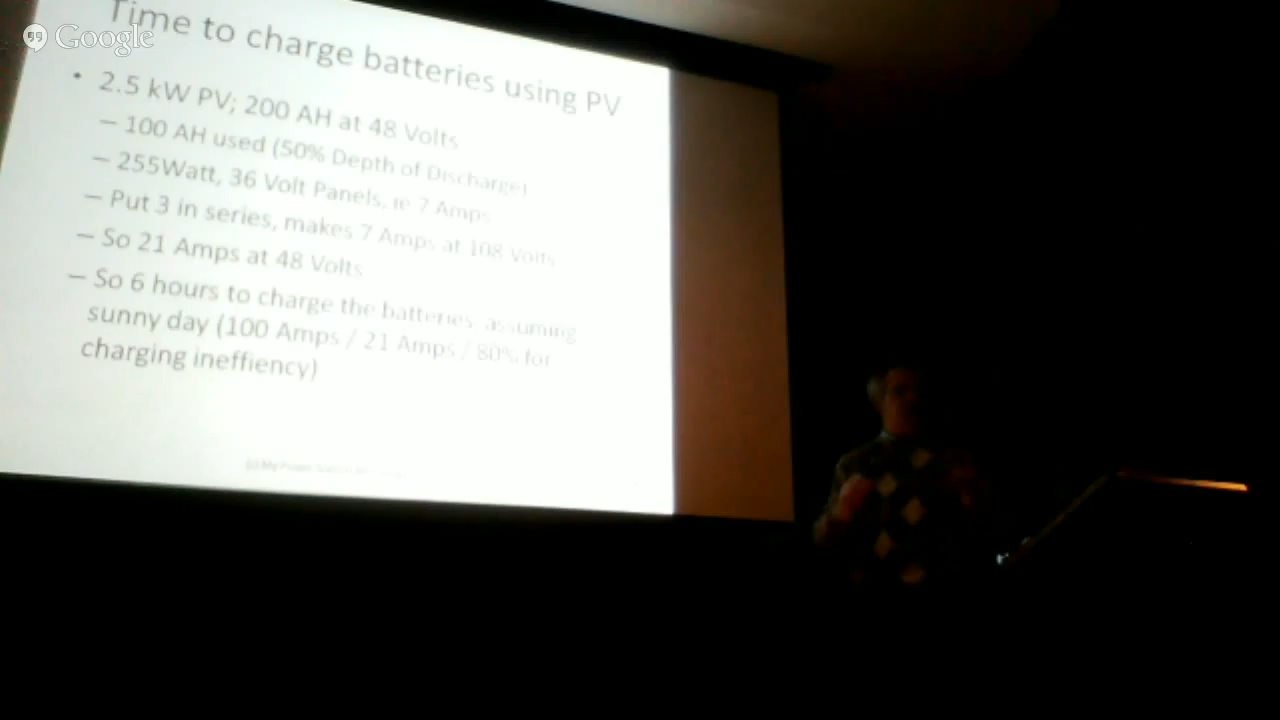 Google
Time to charge batteries using PV
• 2.5 kW PV; 200 AH at 48 Volts
– 100 AH used (50% Depth of Discharge)
– 255Watt, 36 Volt Panels, ie 7 Amps
– Put 3 in series, makes 7 Amps at 108 Volts
– So 21 Amps at 48 Volts
– So 6 hours to charge the batteries, assuming
sunny day (100 Amps / 21 Amps / 80% for
charging ineffiency)
(c) My Power